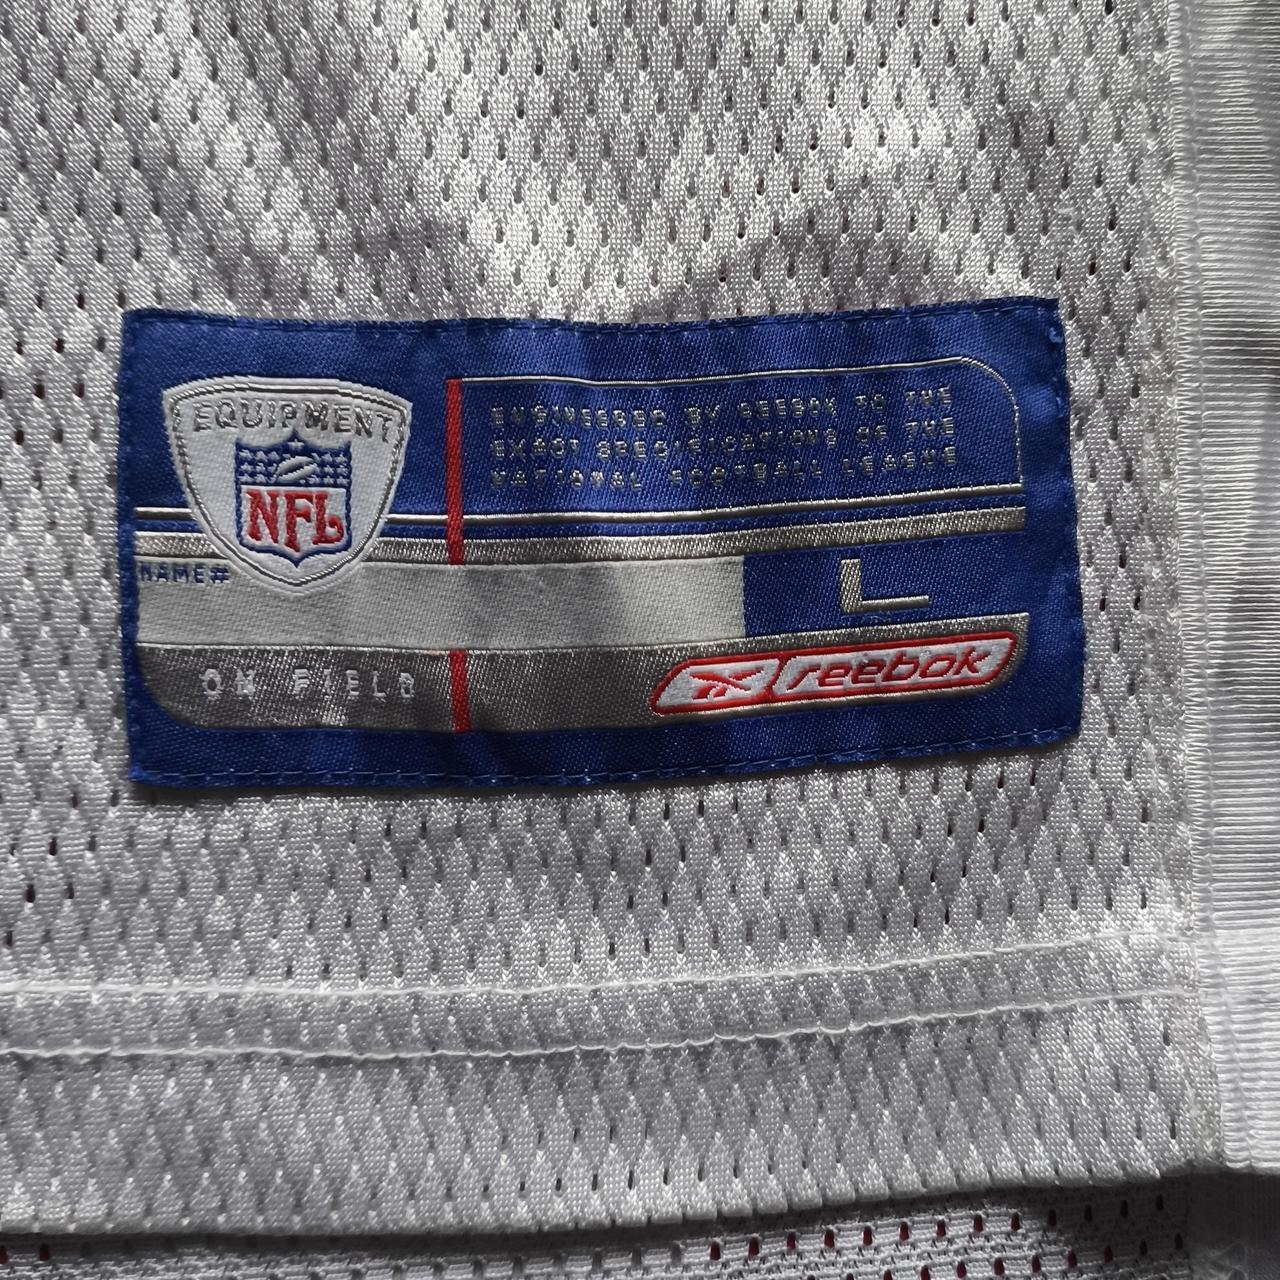 EQUIPMENT
NFL
ENGINEERED BY REEBOK TO THE
EXACT SPECIFICATIONS OF THE
NATIONAL FOOTBALL LEAGUE
NAME#
L
ON FIELD
reebok